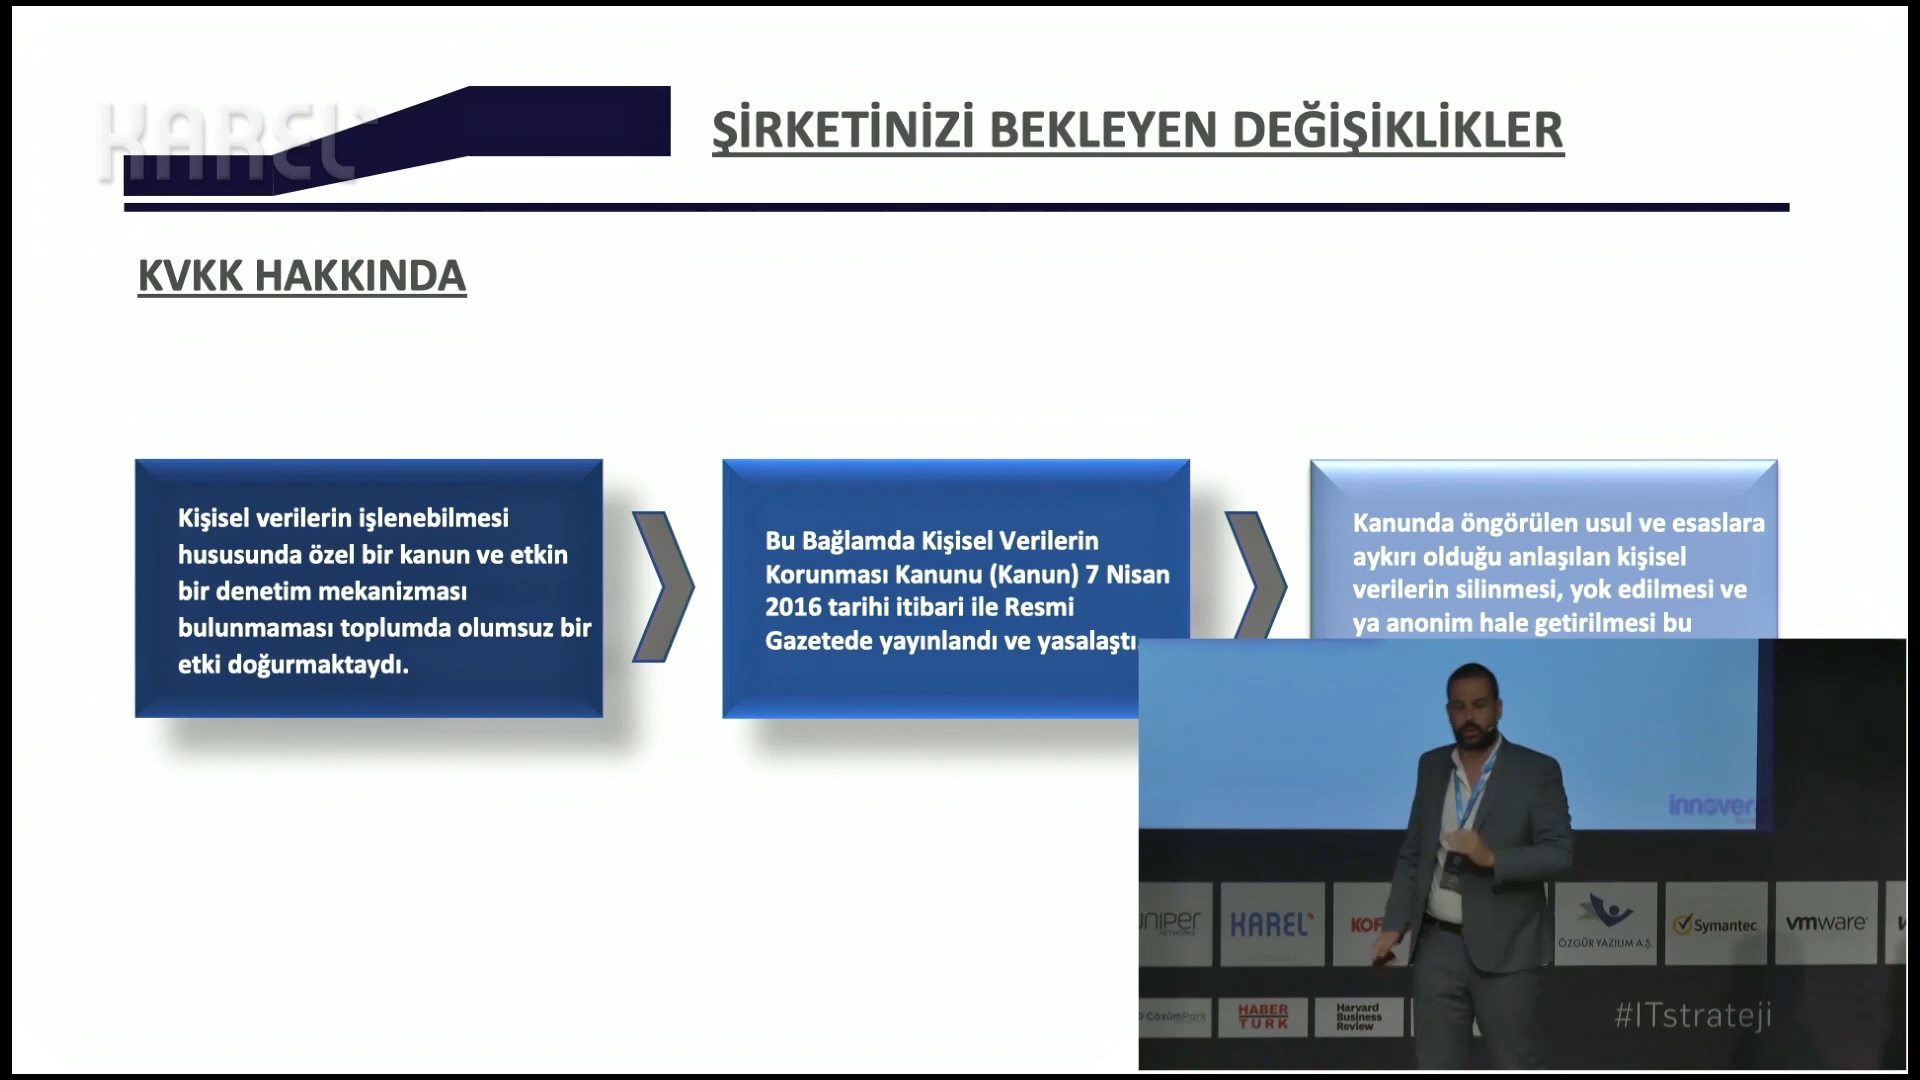 KAREL
ŞİRKETİNİZİ BEKLEYEN DEĞİŞİKLİKLER
KVKK HAKKINDA
Kişisel verilerin işlenebilmesi
hususunda özel bir kanun ve etkin
bir denetim mekanizması
bulunmaması toplumda olumsuz bir
etki doğurmaktaydı.
Bu Bağlamda Kişisel Verilerin
Korunması Kanunu (Kanun) 7 Nisan
2016 tarihi itibari ile Resmi
Gazetede yayınlandı ve yasalaştı.
Kanunda öngörülen usul ve esaslara
aykırı olduğu anlaşılan kişisel
verilerin silinmesi, yok edilmesi ve
ya anonim hale getirilmesi bu
innover
KAREL
KOF
ÖZGÜR YAZILIM A.Ş.
Symantec
vmware
ÇözümPark
HABER
TURK
Harvard
Business
Review
#ITstrateji